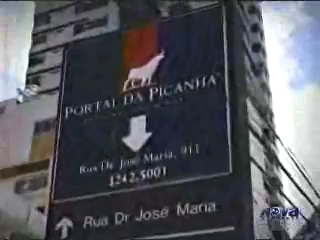 PORTAL DA PICANHA
Rua Dr. José Maria, 911
3242.5001
Rua Dr José Maria